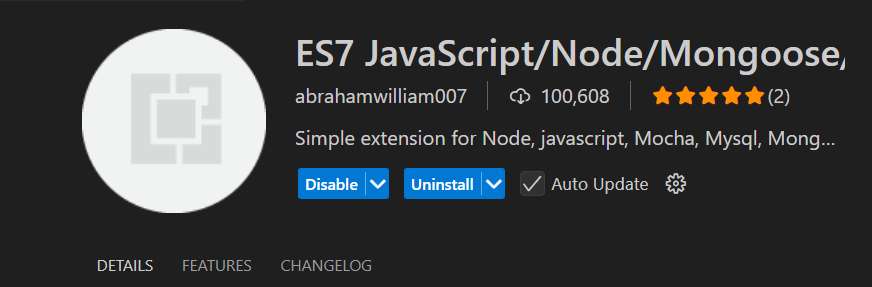 ES7 JavaScript/Node/Mongoose/
abrahamwilliam007 100,608 (2)
Simple extension for Node, javascript, Mocha, Mysql, Mong...
Disable Uninstall Auto Update
DETAILS FEATURES CHANGELOG